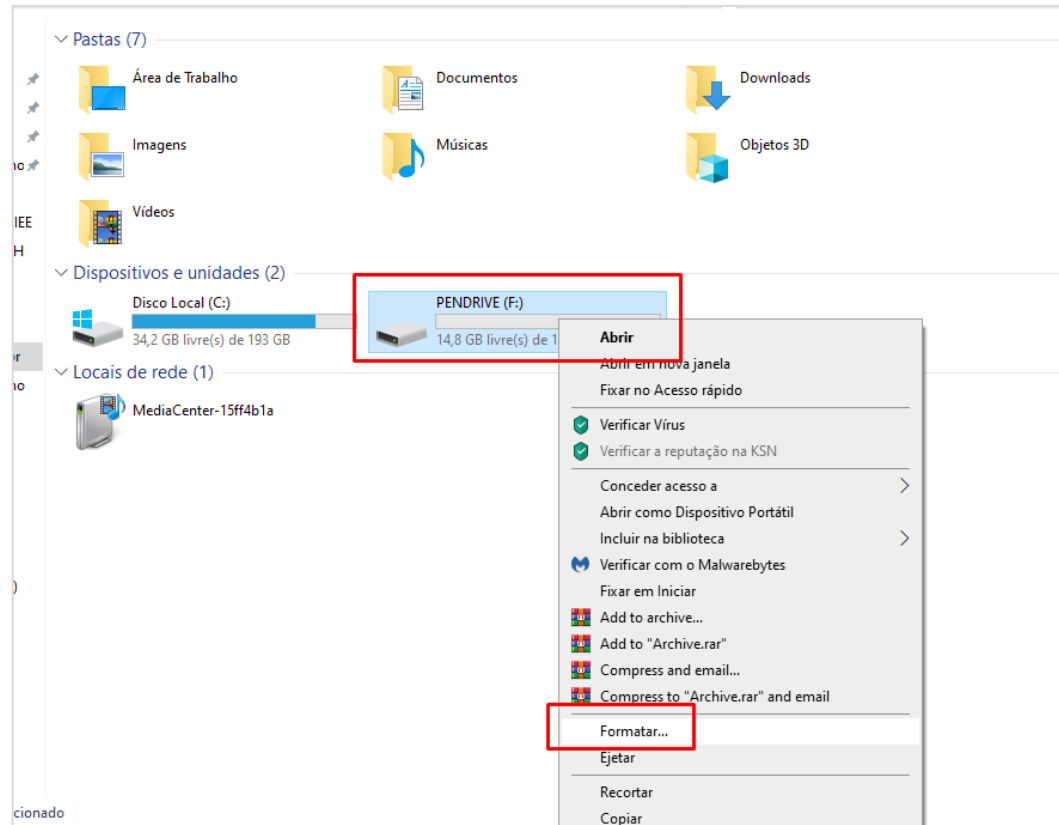 Pastas (7)
Área de Trabalho
Documentos
Downloads
Imagens
Músicas
Objetos 3D
Vídeos
IEE
H
Dispositivos e unidades (2)
Disco Local (C:)
34,2 GB livre(s) de 193 GB
PENDRIVE (F:)
14,8 GB livre(s) de 1
Locais de rede (1)
MediaCenter-15ff4b1a
Abrir
Abrir em nova janela
Fixar no Acesso rápido
Verificar Vírus
Verificar a reputação na KSN
Conceder acesso a
Abrir como Dispositivo Portátil
Incluir na biblioteca
Verificar com o Malwarebytes
Fixar em Iniciar
Add to archive...
Add to "Archive.rar"
Compress and email...
Compress to "Archive.rar" and email
Formatar...
Ejetar
Recortar
Copiar
cionado